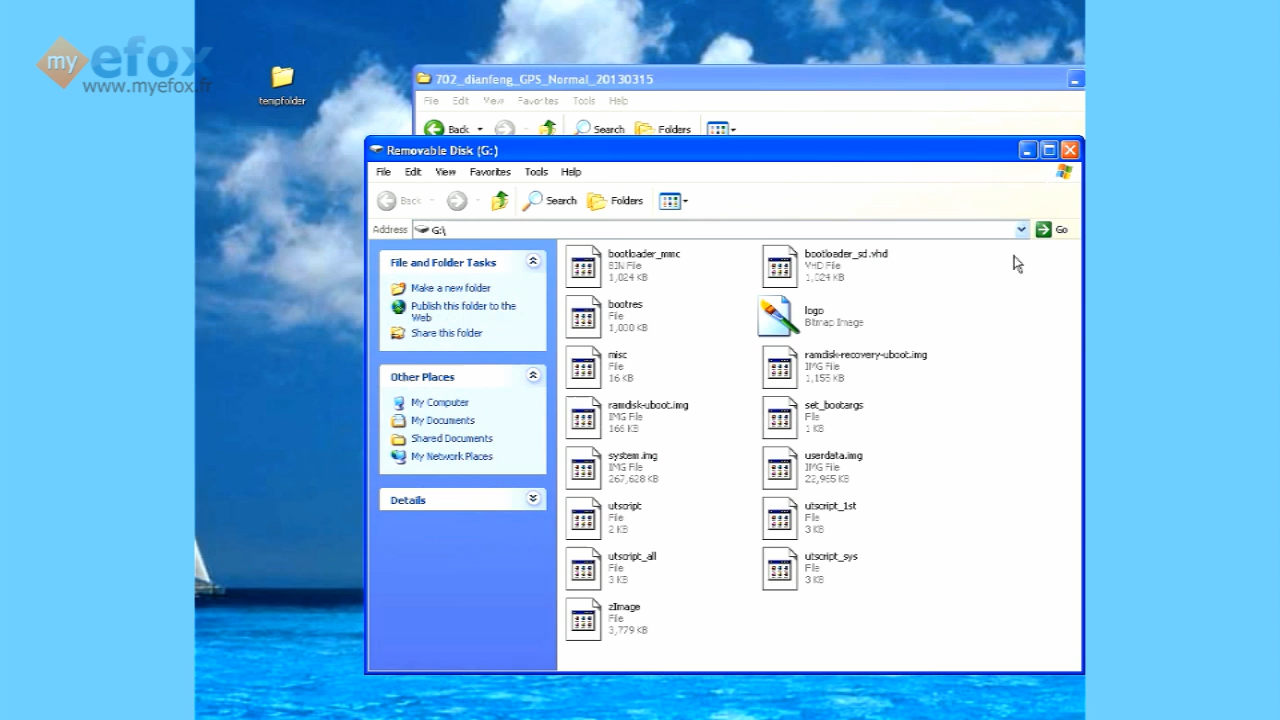 my efox
www.myefox.fr
tempfolder
702_dianfeng_GPS_Normal_20130315
File Edit View Favorites Tools Help
Back Search Folders
Removable Disk (G:)
File Edit View Favorites Tools Help
Back Search Folders
Address G:\ Go
File and Folder Tasks
Make a new folder
Publish this folder to the
Web
Share this folder
Other Places
My Computer
My Documents
Shared Documents
My Network Places
Details
bootloader_mmc
BIN File
1,024 KB
bootloader_sd.vhd
VHD File
1,024 KB
bootres
File
1,000 KB
logo
Bitmap Image
misc
File
16 KB
ramdisk-recovery-uboot.img
IMG File
1,155 KB
ramdisk-uboot.img
IMG File
166 KB
set_bootargs
File
1 KB
system.img
IMG File
267,628 KB
userdata.img
IMG File
22,965 KB
utscript
File
2 KB
utscript_1st
File
3 KB
utscript_all
File
3 KB
utscript_sys
File
3 KB
zImage
File
3,779 KB